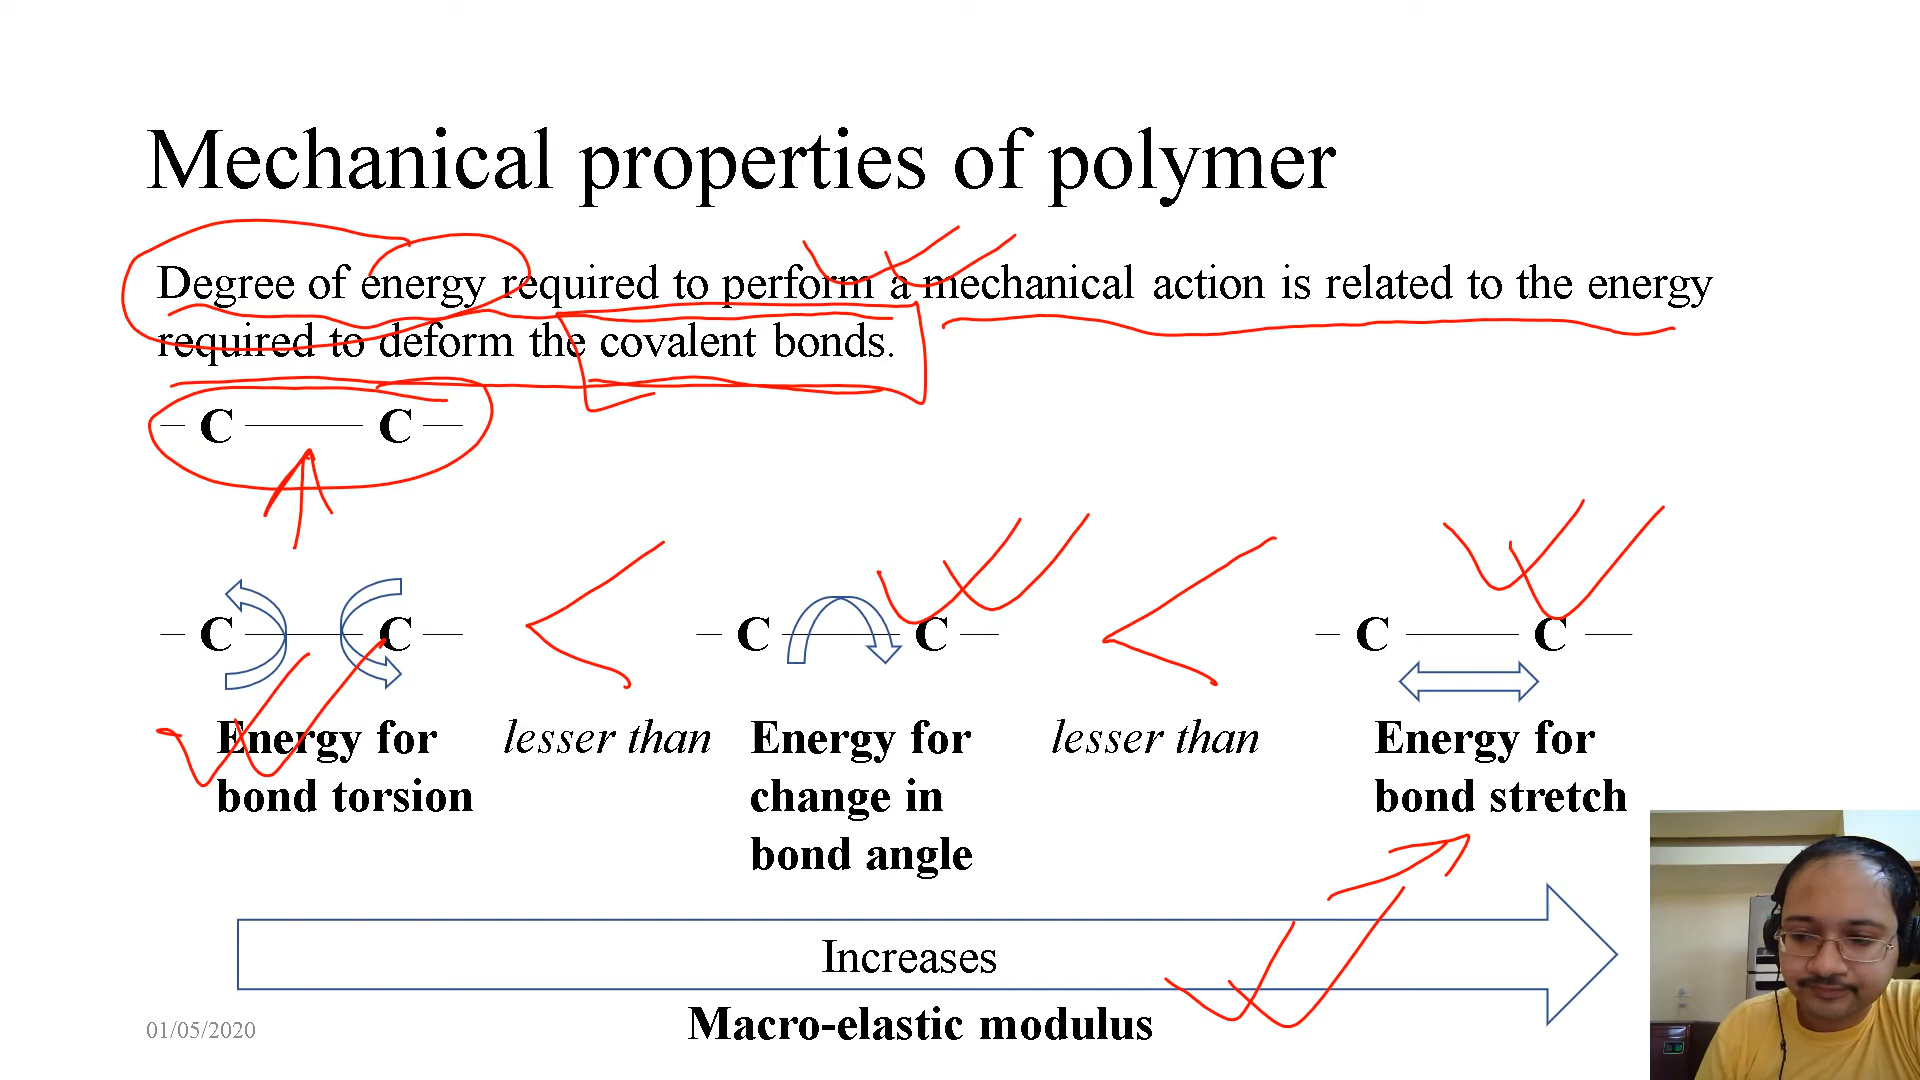 Mechanical properties of polymer
Degree of energy required to perform a mechanical action is related to the energy
required to deform the covalent bonds.
C C
C C < C C < C C
Energy for lesser than Energy for lesser than Energy for
bond torsion change in bond stretch
bond angle
Increases
Macro-elastic modulus
01/05/2020